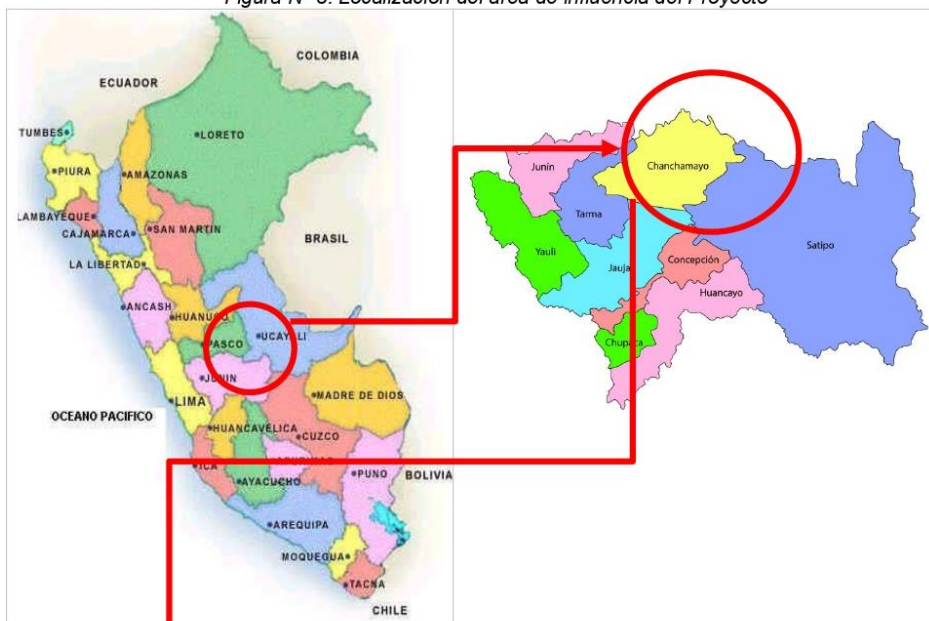 Figura N° 3: Localización del área de influencia del Proyecto
COLOMBIA
ECUADOR
TUMBES
LORETO
PIURA
AMAZONAS
LAMBAYEQUE
CAJAMARCA
SAN MARTIN
BRASIL
LA LIBERTAD
ANCASH
HUANUCO
UCAYALI
PASCO
JUNIN
LIMA
MADRE DE DIOS
OCEANO PACIFICO
HUANCAVELICA
CUZCO
ICA
AYACUCHO
PUNO
BOLIVIA
AREQUIPA
MOQUEGUA
TACNA
CHILE
Junín
Chanchamayo
Tarma
Yauli
Jauja
Concepción
Satipo
Huancayo
Chupaca